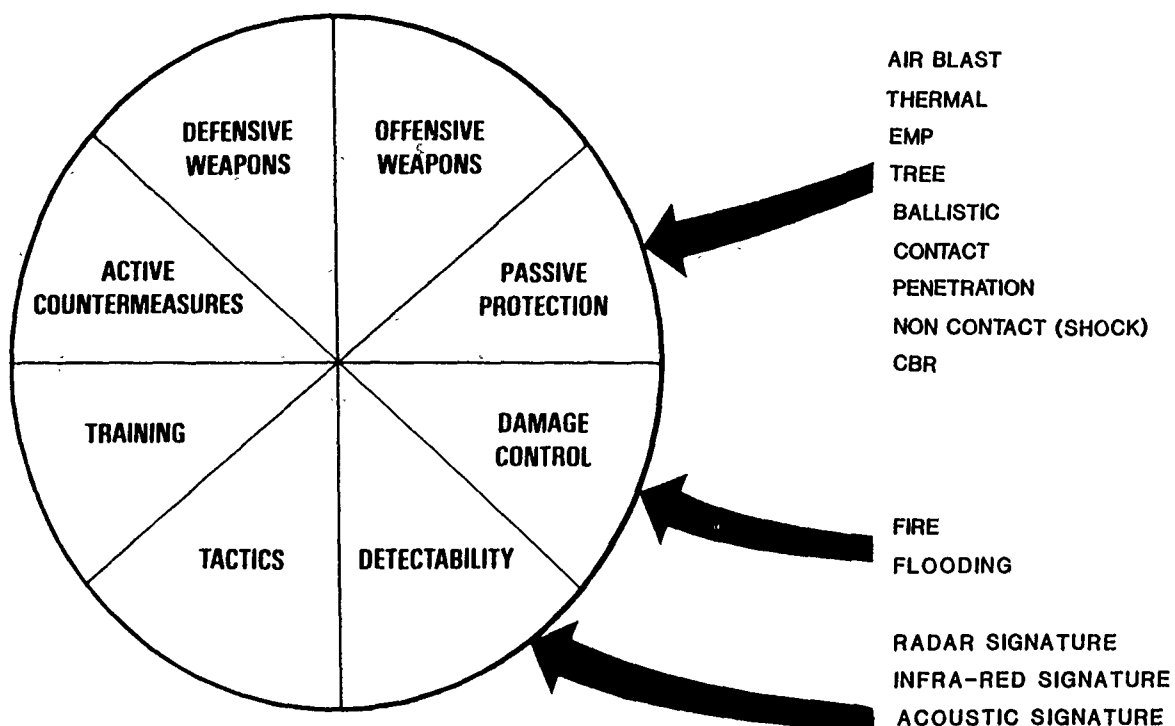 DEFENSIVE
WEAPONS
OFFENSIVE
WEAPONS
ACTIVE
COUNTERMEASURES
PASSIVE
PROTECTION
TRAINING
DAMAGE
CONTROL
TACTICS
DETECTABILITY
AIR BLAST
THERMAL
EMP
TREE
BALLISTIC
CONTACT
PENETRATION
NON CONTACT (SHOCK)
CBR
FIRE
FLOODING
RADAR SIGNATURE
INFRA-RED SIGNATURE
ACOUSTIC SIGNATURE